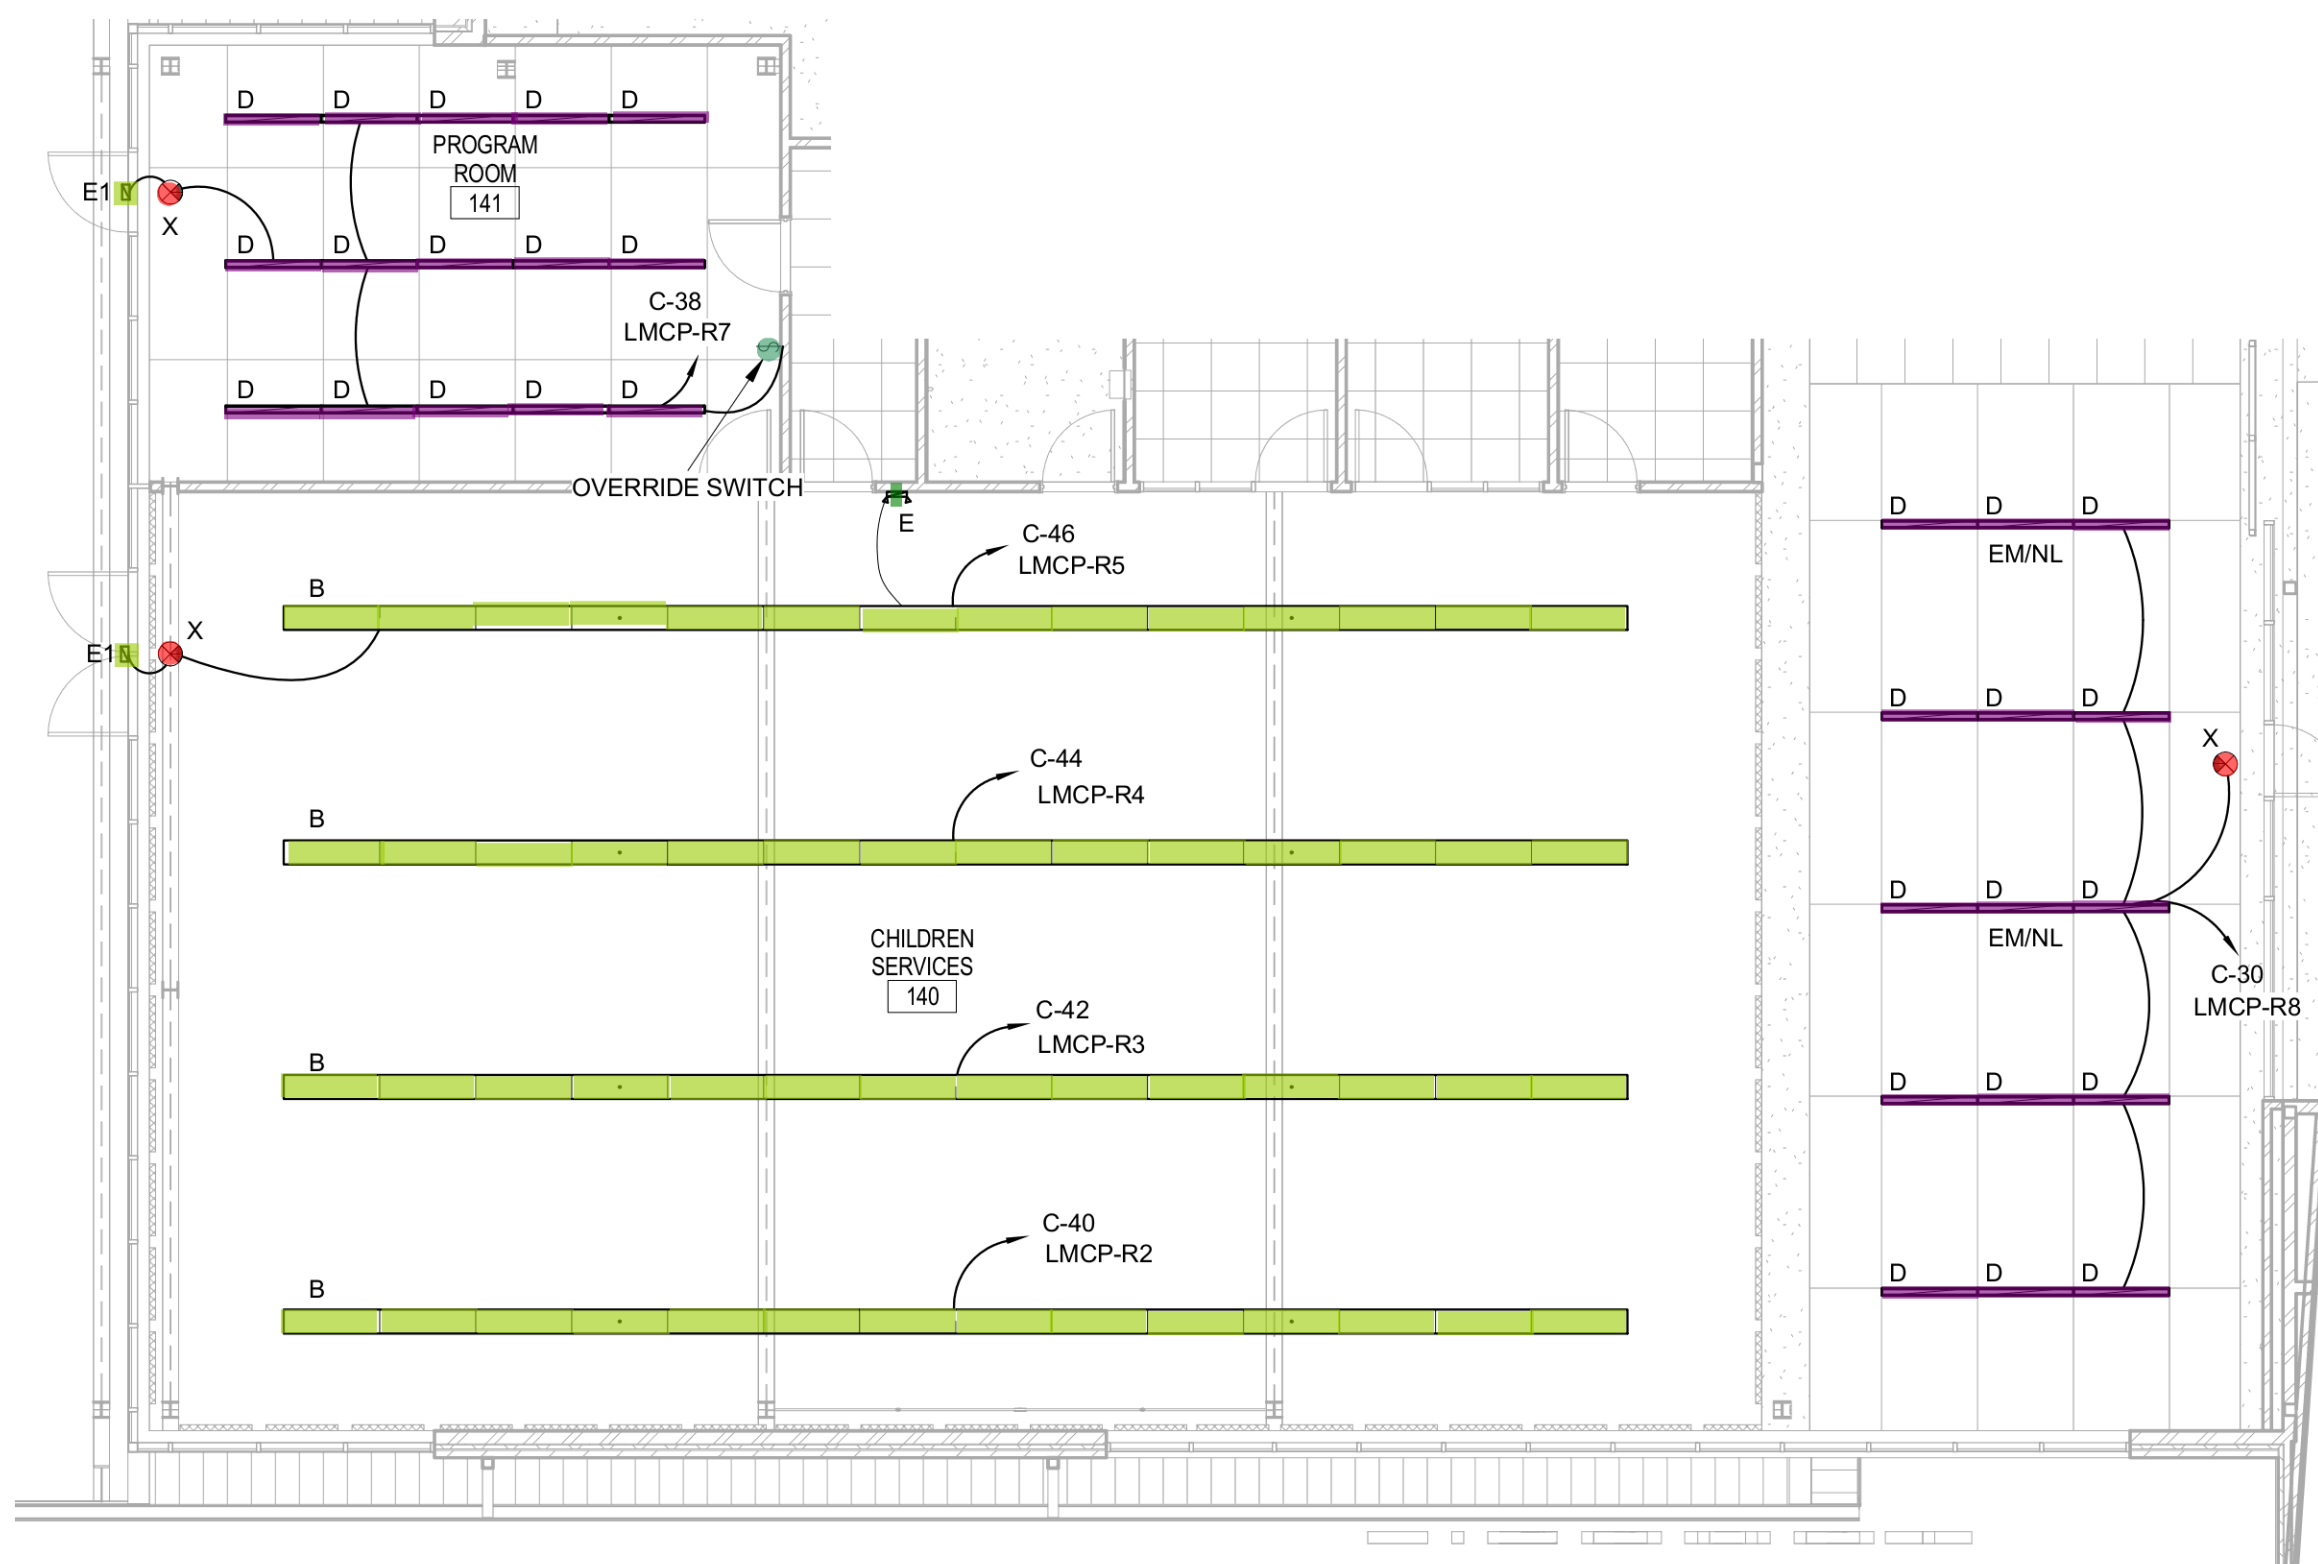 D D D D D
PROGRAM
ROOM
141
E1
X
D D D D D
C-38
LMCP-R7
D D D D D
OVERRIDE SWITCH
E
D D D
EM/NL
C-46
LMCP-R5
B
X
E1
D D D
X
C-44
LMCP-R4
B
D D D
EM/NL
CHILDREN
SERVICES
140
C-30
LMCP-R8
C-42
LMCP-R3
B
D D D
C-40
LMCP-R2
B
D D D